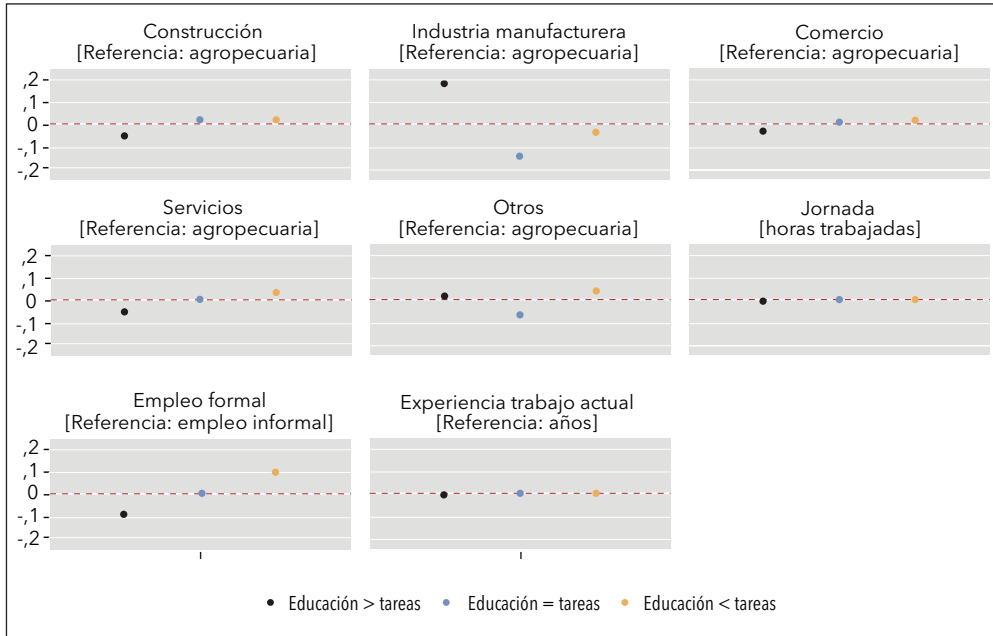 Construcción
[Referencia: agropecuaria]
Industria manufacturera
[Referencia: agropecuaria]
Comercio
[Referencia: agropecuaria]
,2
,1
0
-,1
-,2
Servicios
[Referencia: agropecuaria]
Otros
[Referencia: agropecuaria]
Jornada
[horas trabajadas]
,2
,1
0
-,1
-,2
Empleo formal
[Referencia: empleo informal]
Experiencia trabajo actual
[Referencia: años]
,2
,1
0
-,1
-,2
Educación > tareas
Educación = tareas
Educación < tareas